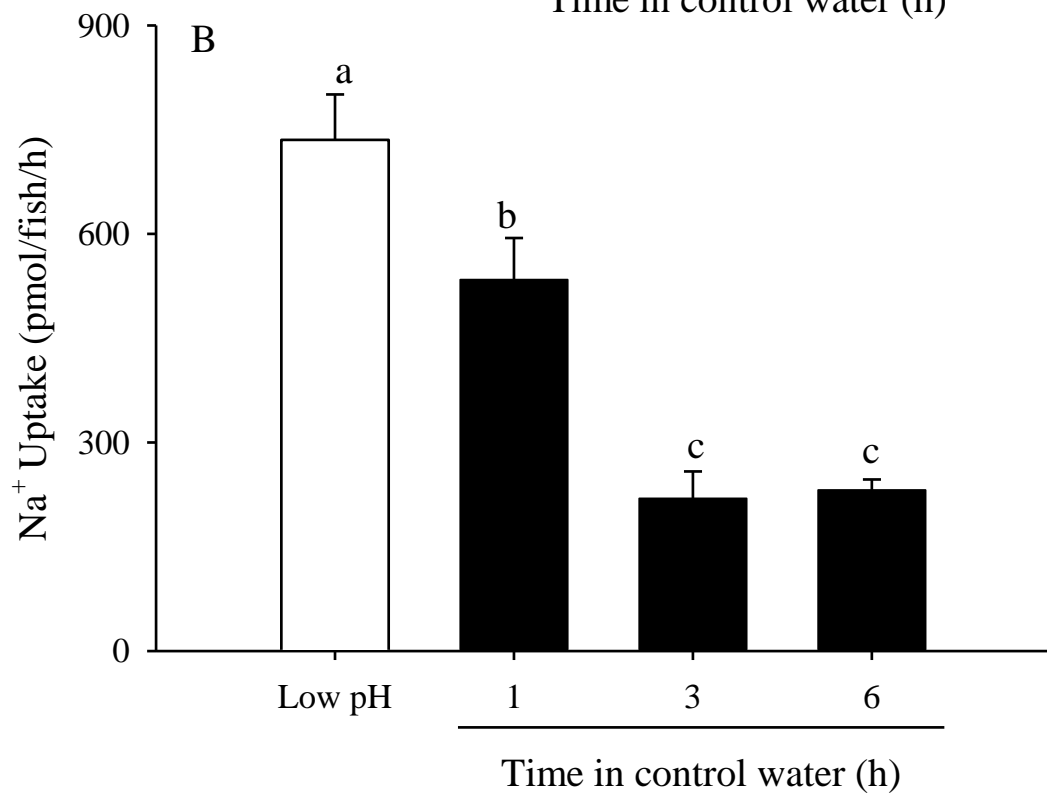 Time in control water (h)
900
B
a
Na+ Uptake (pmol/fish/h)
b
600
300
c
c
0
Low pH 1 3 6
Time in control water (h)